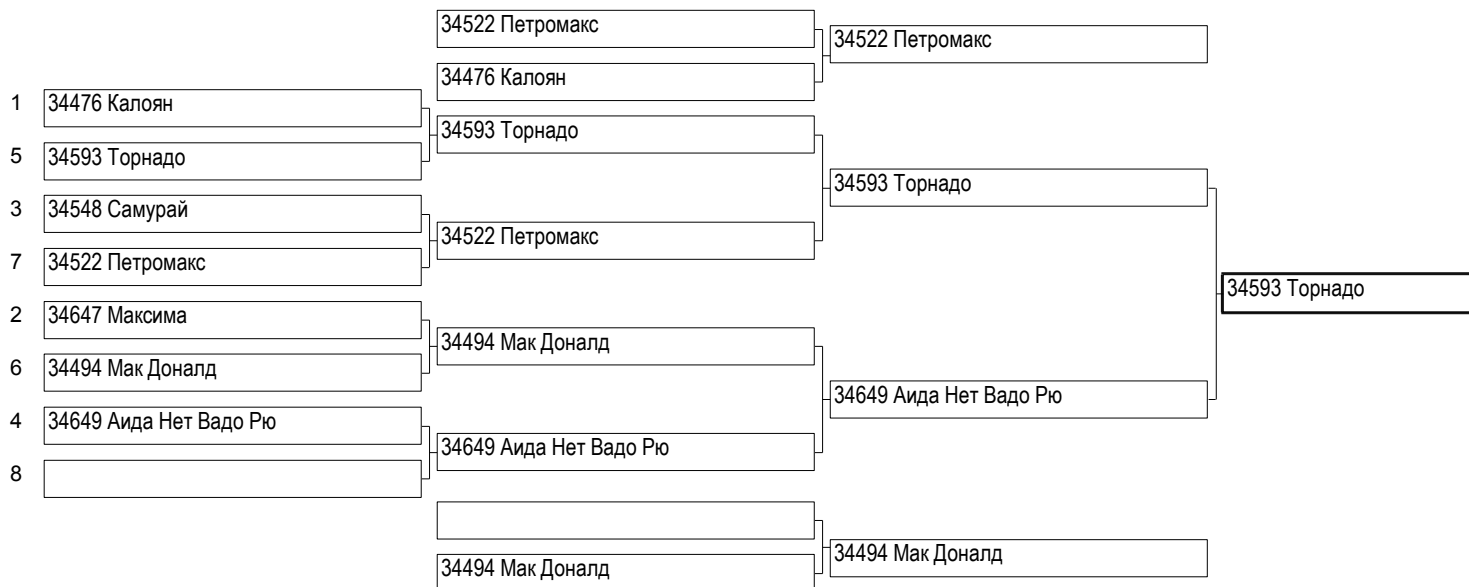 34522 Петромакс
34522 Петромакс
34476 Калоян
1 34476 Калоян
34593 Торнадо
5 34593 Торнадо
34593 Торнадо
3 34548 Самурай
34522 Петромакс
7 34522 Петромакс
34593 Торнадо
2 34647 Максима
34494 Мак Доналд
6 34494 Мак Доналд
34649 Аида Нет Вадо Рю
4 34649 Аида Нет Вадо Рю
34649 Аида Нет Вадо Рю
8
34494 Мак Доналд
34494 Мак Доналд